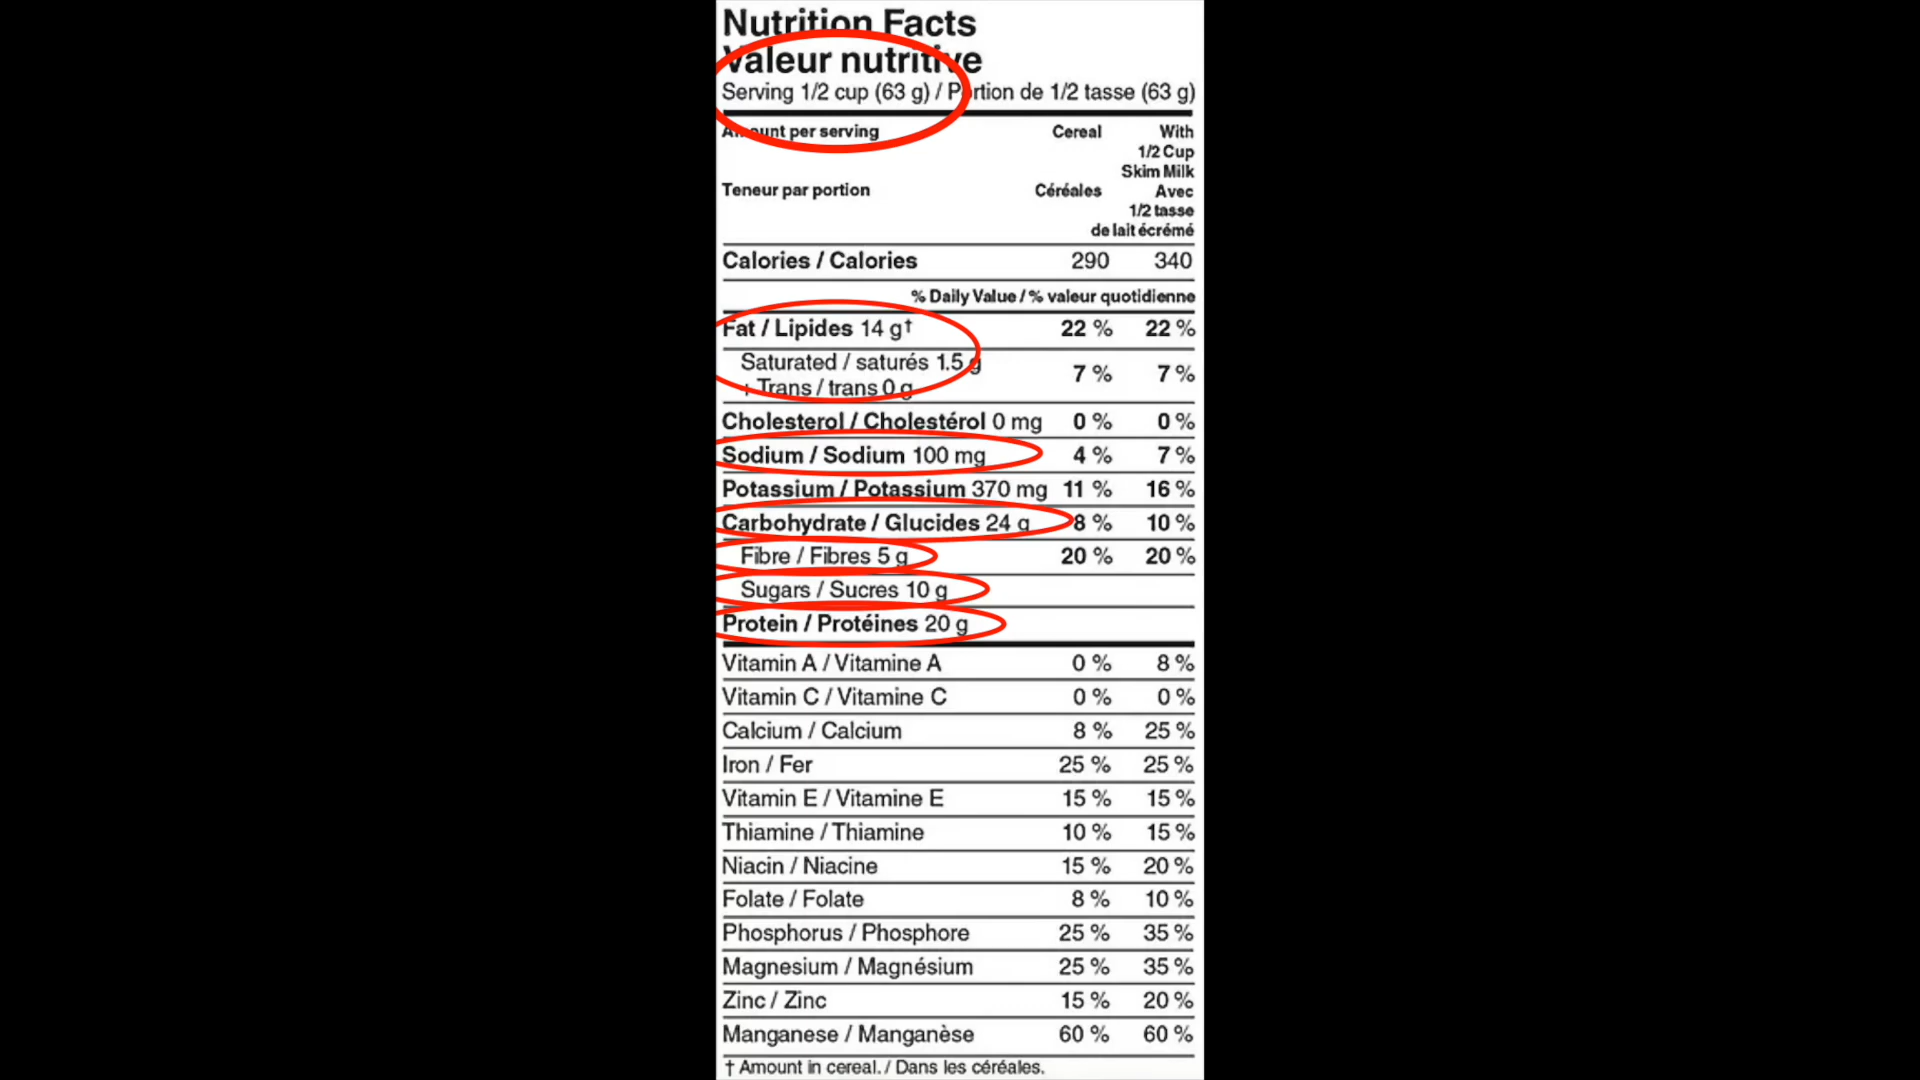 Nutrition Facts
Valeur nutritive
Serving 1/2 cup (63 g) / Portion de 1/2 tasse (63 g)
Amount per serving Cereal With
1/2 Cup
Skim Milk
Teneur par portion Céréales Avec
1/2 tasse
de lait écrémé
Calories / Calories 290 340
% Daily Value / % valeur quotidienne
Fat / Lipides 14 g† 22 % 22 %
Saturated / saturés 1.5 g
+ Trans / trans 0 g 7 % 7 %
Cholesterol / Cholestérol 0 mg 0 % 0 %
Sodium / Sodium 100 mg 4 % 7 %
Potassium / Potassium 370 mg 11 % 16 %
Carbohydrate / Glucides 24 g 8 % 10 %
Fibre / Fibres 5 g 20 % 20 %
Sugars / Sucres 10 g
Protein / Protéines 20 g
Vitamin A / Vitamine A 0 % 8 %
Vitamin C / Vitamine C 0 % 0 %
Calcium / Calcium 8 % 25 %
Iron / Fer 25 % 25 %
Vitamin E / Vitamine E 15 % 15 %
Thiamine / Thiamine 10 % 15 %
Niacin / Niacine 15 % 20 %
Folate / Folate 8 % 10 %
Phosphorus / Phosphore 25 % 35 %
Magnesium / Magnésium 25 % 35 %
Zinc / Zinc 15 % 20 %
Manganese / Manganèse 60 % 60 %
† Amount in cereal. / Dans les céréales.